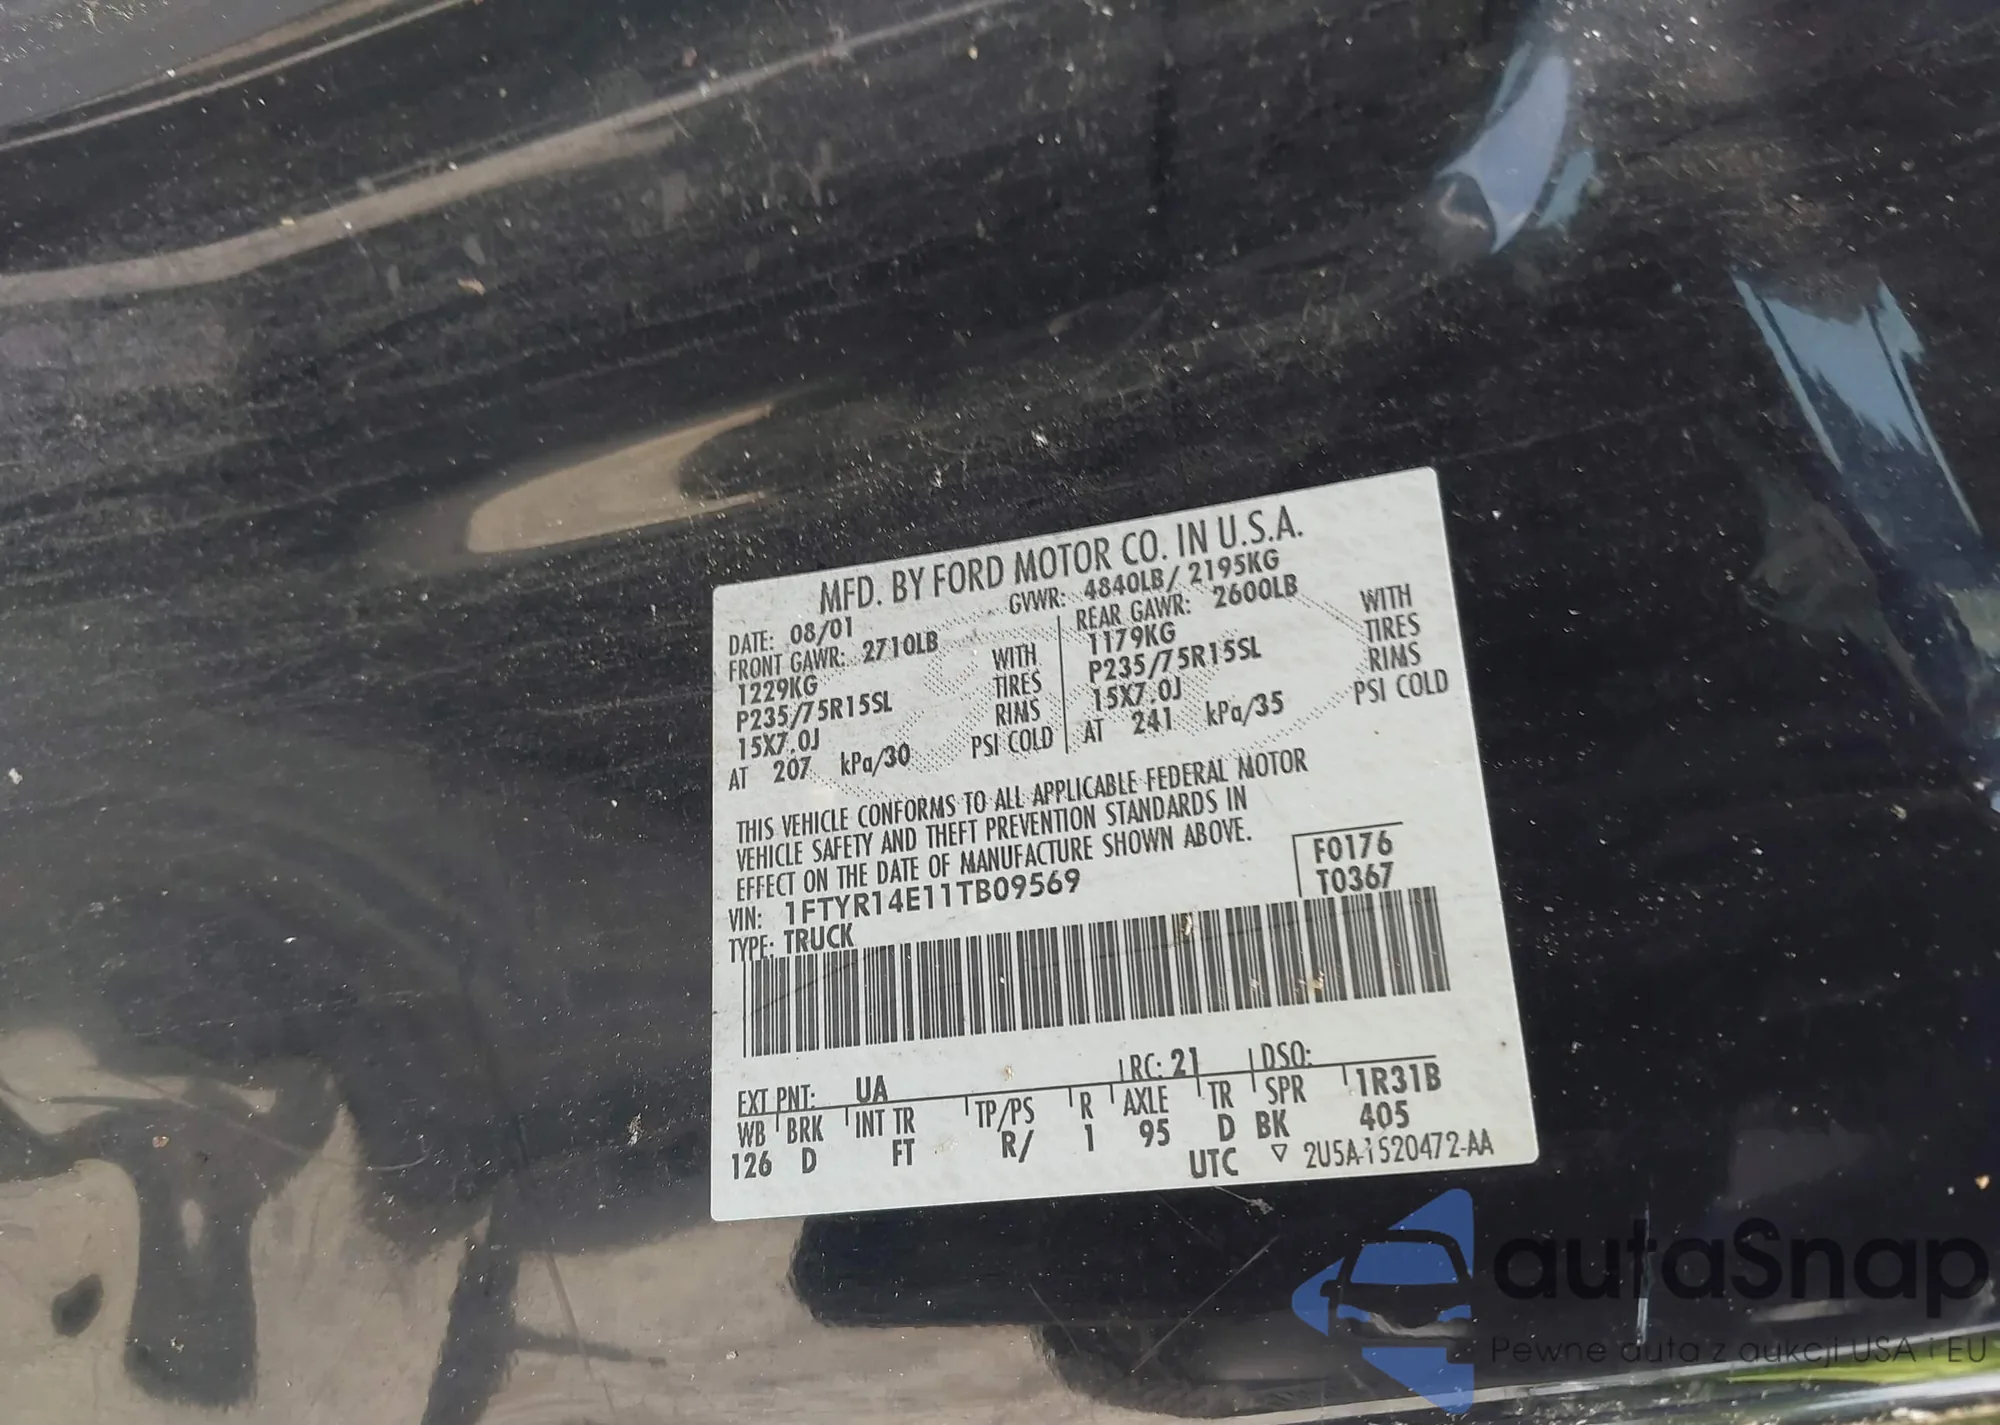 MFD. BY FORD MOTOR CO. IN U.S.A.
DATE: 08/01 GVWR: 4840LB/ 2195KG
FRONT GAWR: 2710LB REAR GAWR: 2600LB
1229KG WITH 1179KG WITH
P235/75R15SL TIRES P235/75R15SL TIRES
15X7.0J RIMS 15X7.0J RIMS
AT 207 kPa/30 PSI COLD AT 241 kPa/35 PSI COLD
THIS VEHICLE CONFORMS TO ALL APPLICABLE FEDERAL MOTOR
VEHICLE SAFETY AND THEFT PREVENTION STANDARDS IN
EFFECT ON THE DATE OF MANUFACTURE SHOWN ABOVE.
VIN: 1FTYR14E11TB09569 F0176
TYPE: TRUCK T0367
EXT PNT: UA RC: 21 DSO:
WB BRK INT TR TP/PS R AXLE TR SPR 1R31B
126 D FT R/ 1 95 D BK 405
UTC ▽ 2U5A-1520472-AA
autaSnap
Pewne auta z aukcji USA i EU